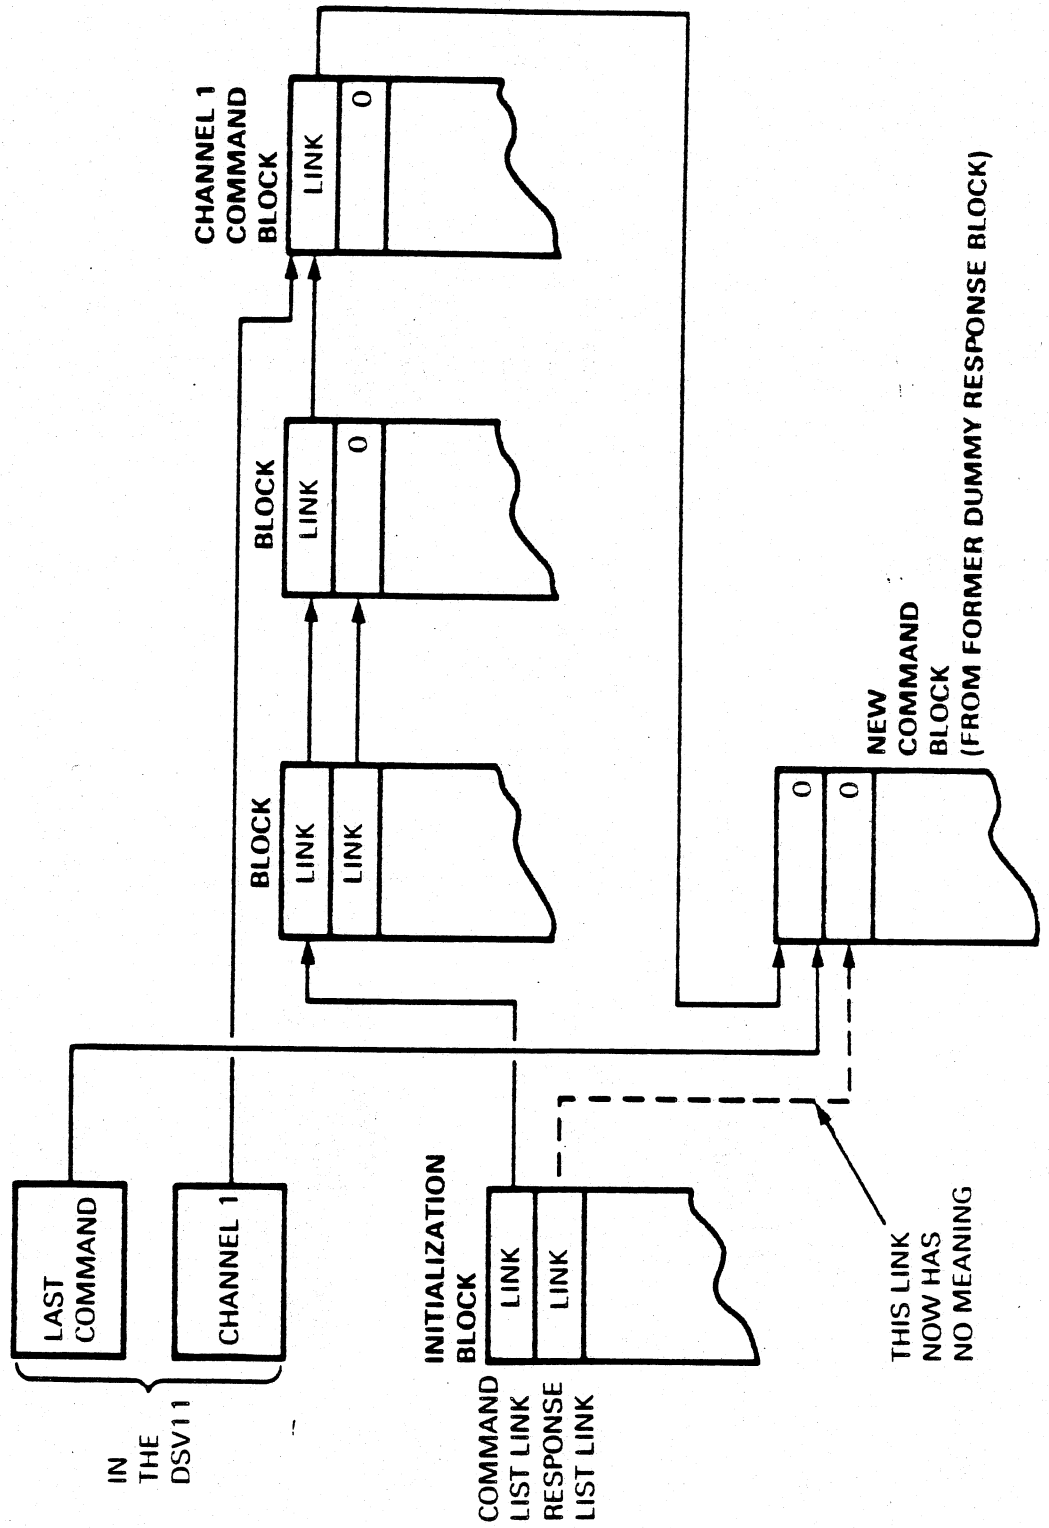 IN
THE
DSV11
LAST
COMMAND
CHANNEL 1
COMMAND
LIST LINK
RESPONSE
LIST LINK
INITIALIZATION
BLOCK
LINK
LINK
THIS LINK
NOW HAS
NO MEANING
BLOCK
LINK
LINK
BLOCK
LINK
0
CHANNEL 1
COMMAND
BLOCK
LINK
0
0
0
NEW
COMMAND
BLOCK
(FROM FORMER DUMMY RESPONSE BLOCK)